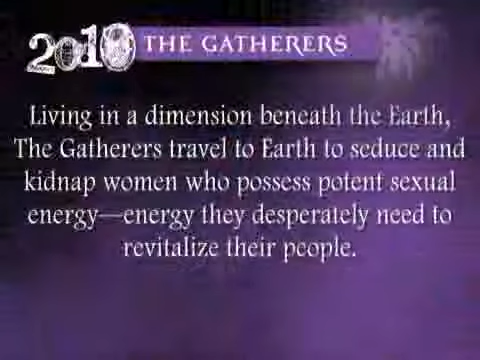 2010 THE GATHERERS
Living in a dimension beneath the Earth,
The Gatherers travel to Earth to seduce and
kidnap women who possess potent sexual
energy—energy they desperately need to
revitalize their people.